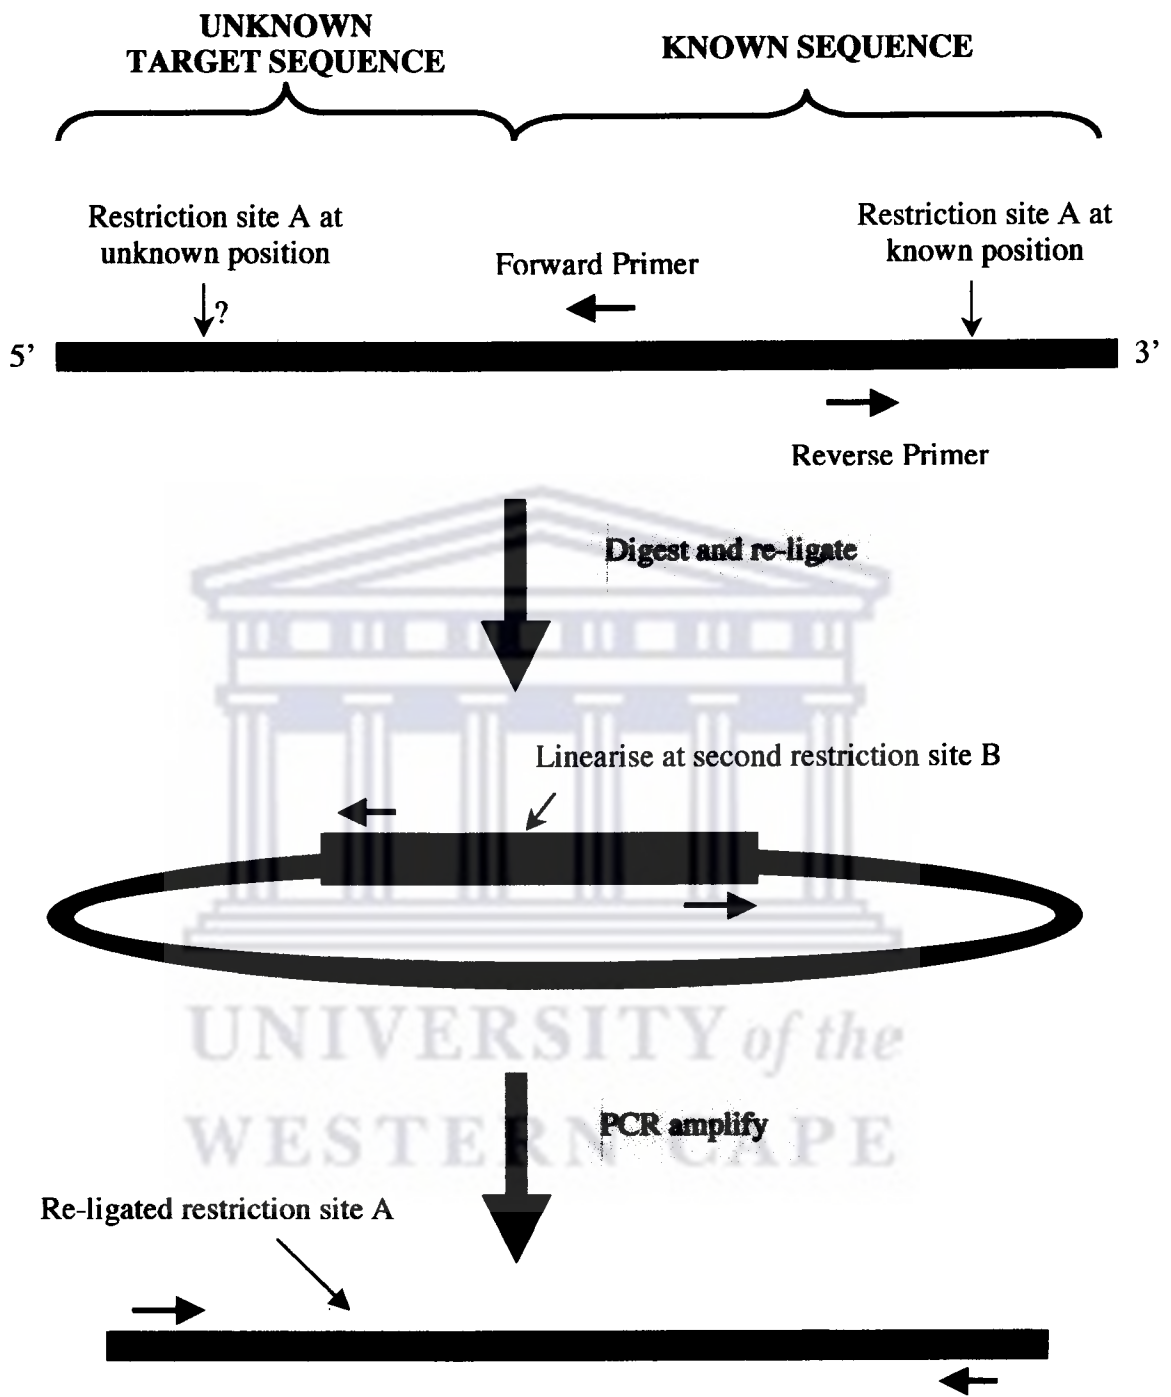 UNKNOWN
TARGET SEQUENCE
KNOWN SEQUENCE
Restriction site A at
unknown position
Restriction site A at
known position
Forward Primer
?
5’
3’
Reverse Primer
Digest and re-ligate
Linearise at second restriction site B
UNIVERSITY of the
WESTERN CAPE
PCR amplify
Re-ligated restriction site A